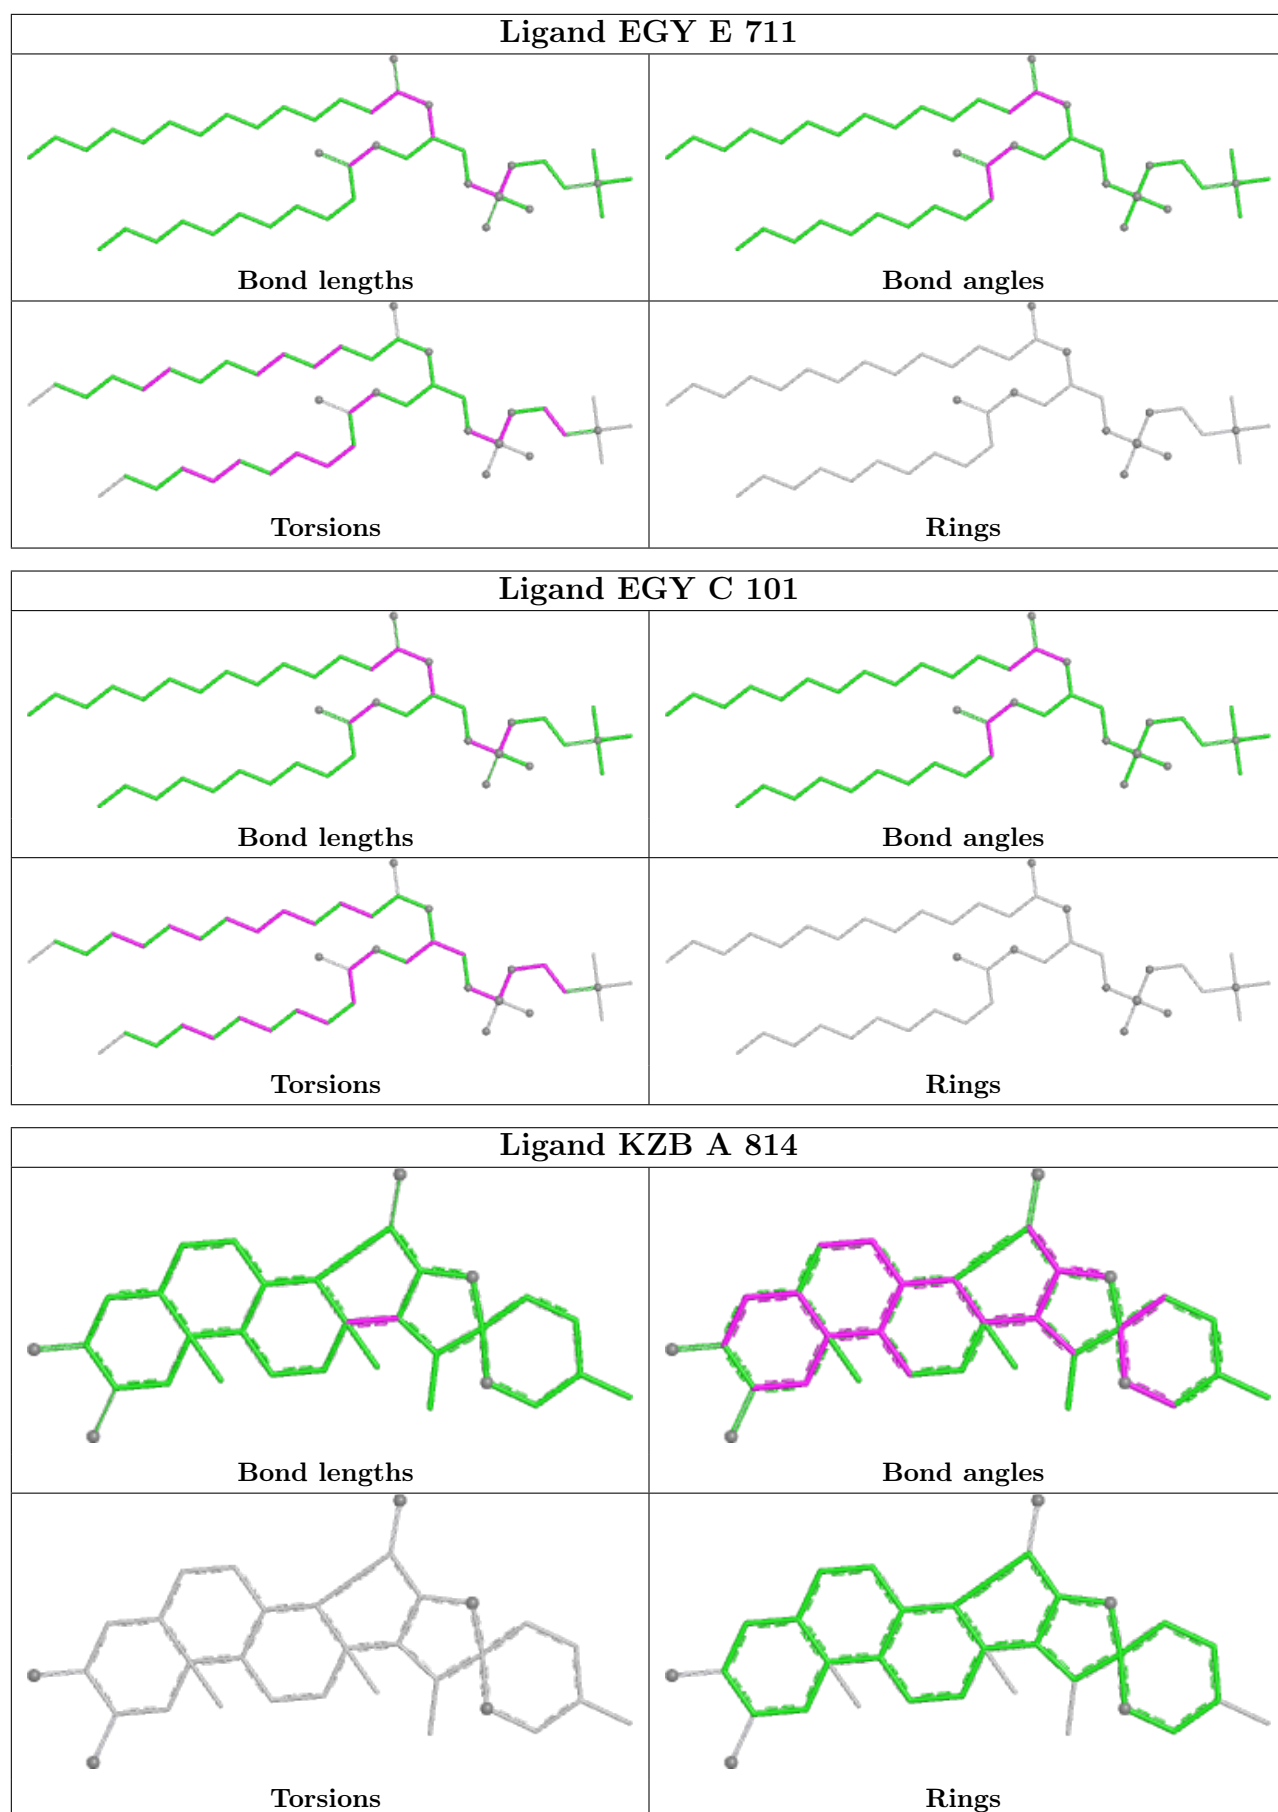 Ligand EGY E 711
Bond lengths
Bond angles
Torsions
Rings
Ligand EGY C 101
Bond lengths
Bond angles
Torsions
Rings
Ligand KZB A 814
Bond lengths
Bond angles
Torsions
Rings